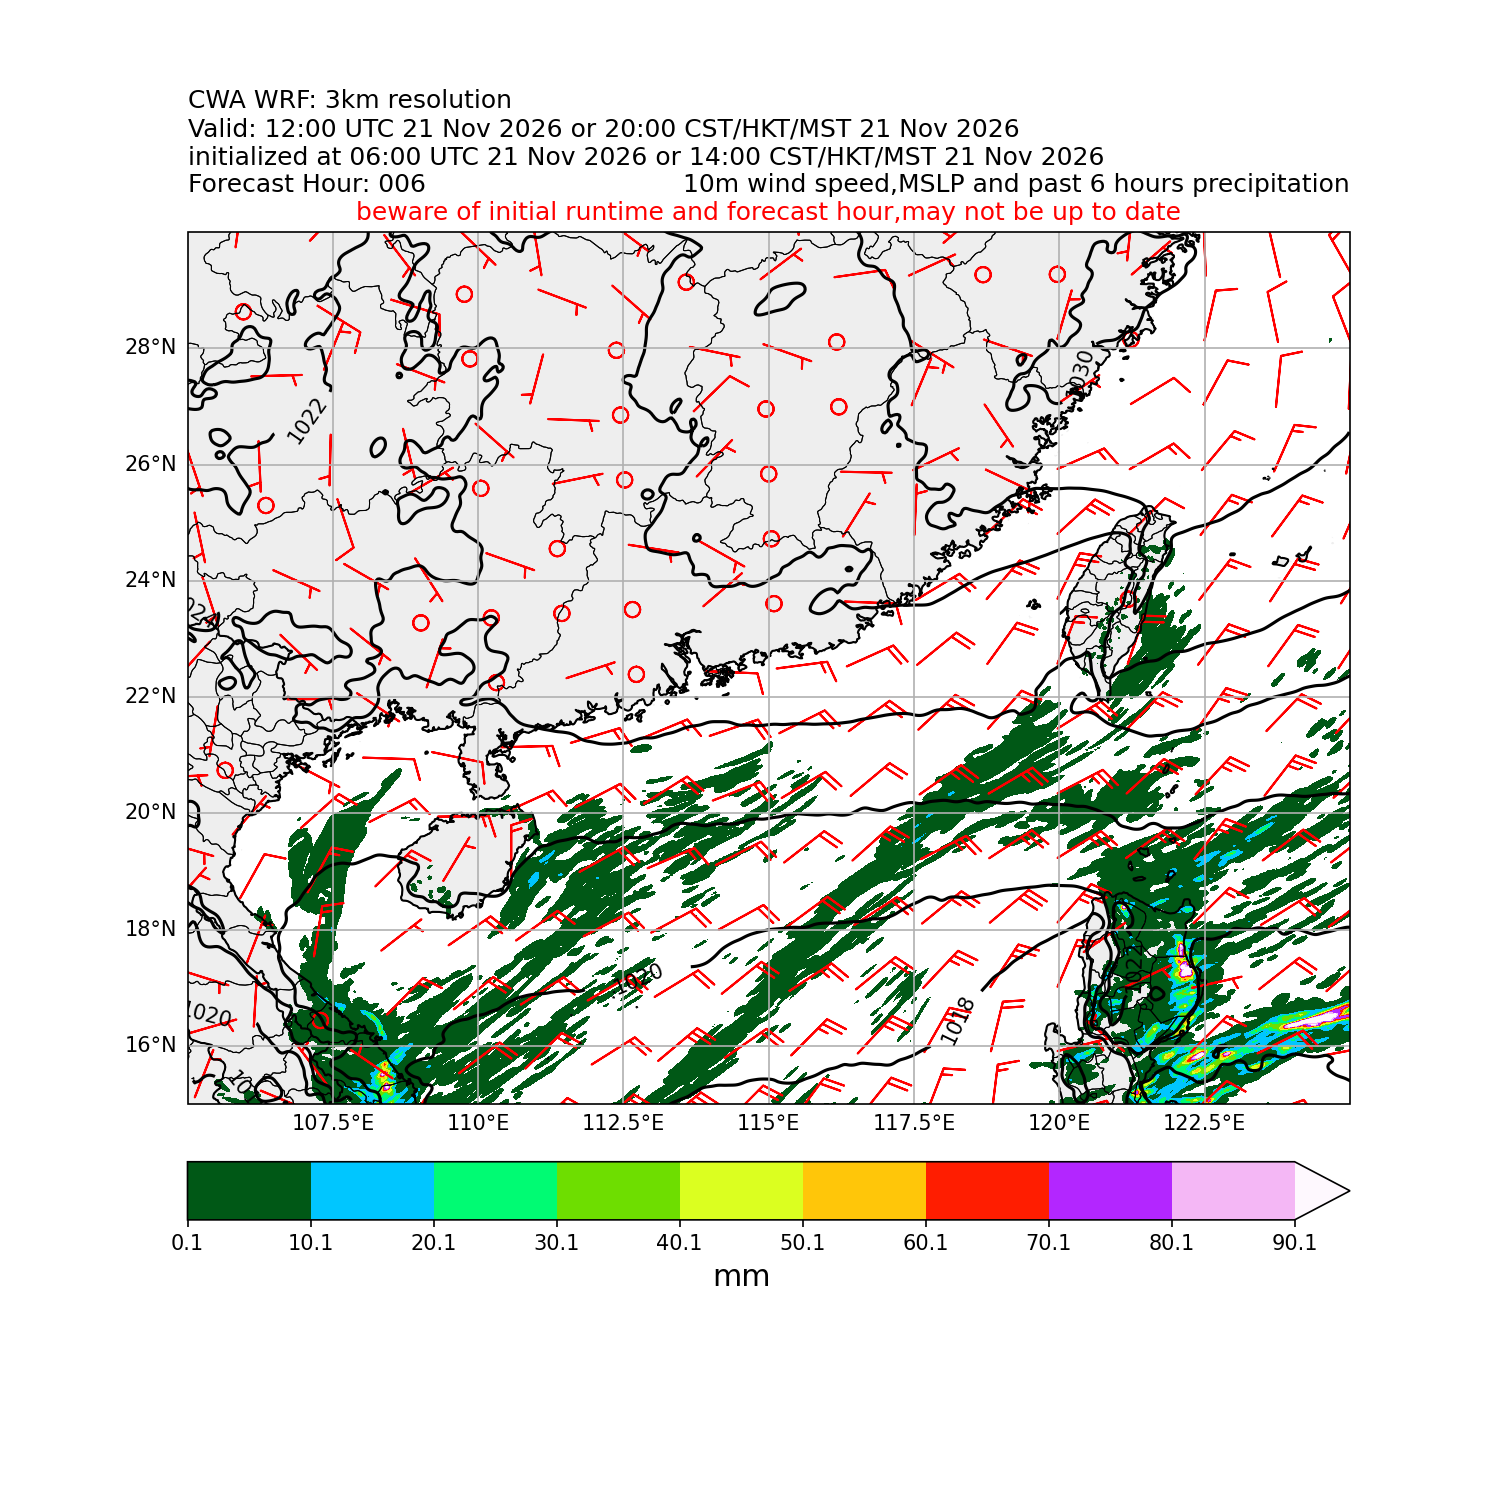 CWA WRF: 3km resolution
Valid: 12:00 UTC 21 Nov 2026 or 20:00 CST/HKT/MST 21 Nov 2026
initialized at 06:00 UTC 21 Nov 2026 or 14:00 CST/HKT/MST 21 Nov 2026
Forecast Hour: 006 10m wind speed,MSLP and past 6 hours precipitation
beware of initial runtime and forecast hour,may not be up to date
28°N
1030
1022
26°N
24°N
22°N
20°N
18°N
1020
1022
1020
1018
16°N
107.5°E 110°E 112.5°E 115°E 117.5°E 120°E 122.5°E
0.1 10.1 20.1 30.1 40.1 50.1 60.1 70.1 80.1 90.1
mm